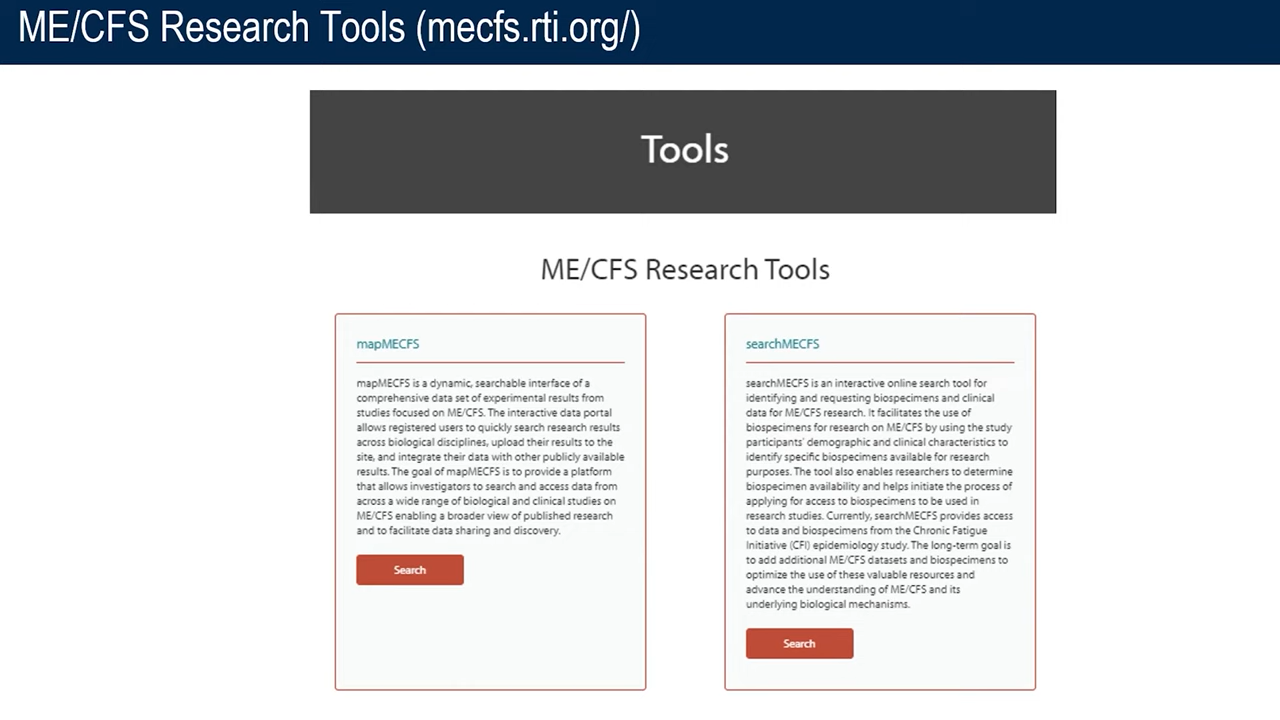 ME/CFS Research Tools (mecfs.rti.org/)
Tools
ME/CFS Research Tools
mapMECFS
mapMECFS is a dynamic, searchable interface of a
comprehensive data set of experimental results from
studies focused on ME/CFS. The interactive data portal
allows registered users to quickly search research results
across biological disciplines, upload their results to the
site, and integrate their data with other publicly available
results. The goal of mapMECFS is to provide a platform
that allows investigators to search and access data from
across a wide range of biological and clinical studies on
ME/CFS enabling a broader view of published research
and to facilitate data sharing and discovery.
Search
searchMECFS
searchMECFS is an interactive online search tool for
identifying and requesting biospecimens and clinical
data for ME/CFS research. It facilitates the use of
biospecimens for research on ME/CFS by using the study
participants' demographic and clinical characteristics to
identify specific biospecimens available for research
purposes. The tool also enables researchers to determine
biospecimen availability and helps initiate the process of
applying for access to biospecimens to be used in
research studies. Currently, searchMECFS provides access
to data and biospecimens from the Chronic Fatigue
Initiative (CFI) epidemiology study. The long-term goal is
to add additional ME/CFS datasets and biospecimens to
optimize the use of these valuable resources and
advance the understanding of ME/CFS and its
underlying biological mechanisms.
Search